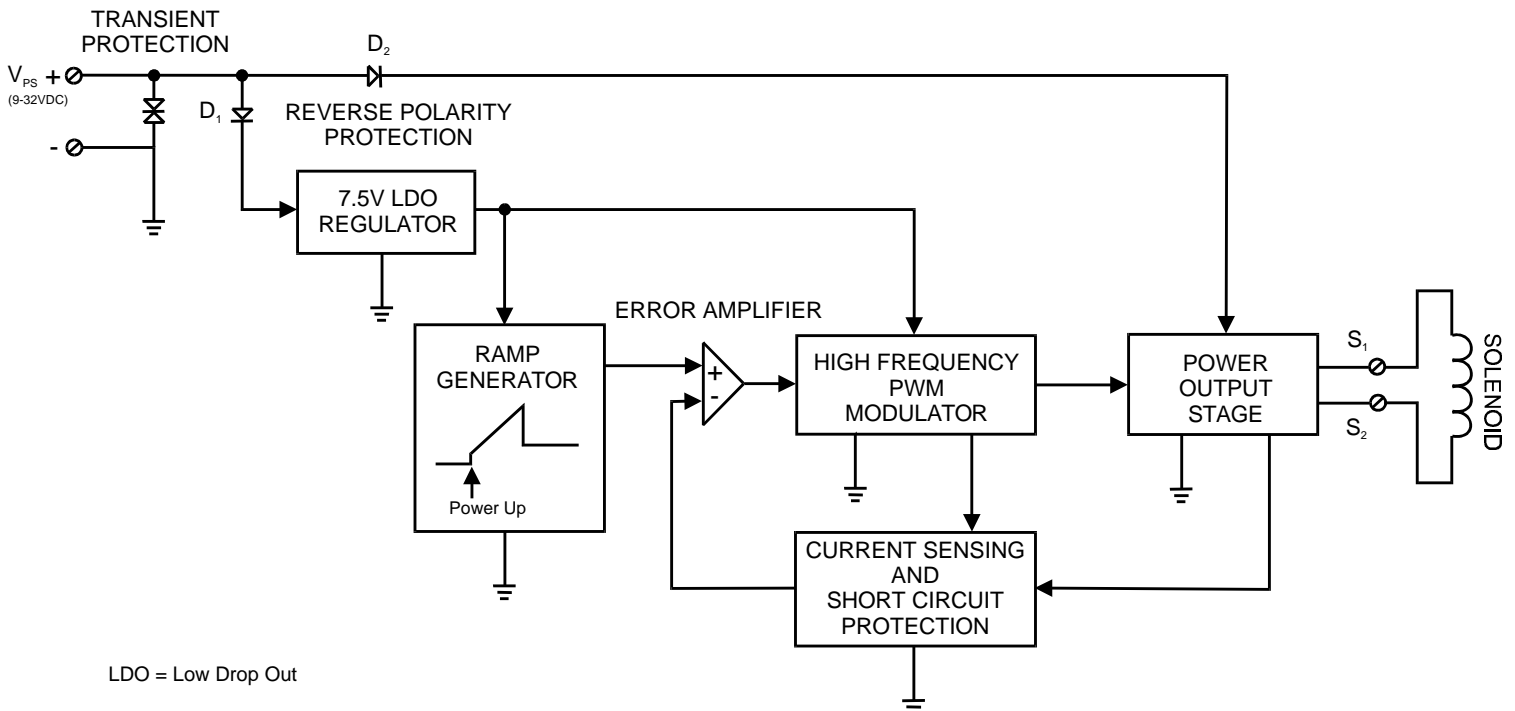 TRANSIENT
PROTECTION
D₂
V_PS +
(9-32VDC)
D₁
REVERSE POLARITY
PROTECTION
-
7.5V LDO
REGULATOR
ERROR AMPLIFIER
RAMP
GENERATOR
Power Up
+
-
HIGH FREQUENCY
PWM
MODULATOR
POWER
OUTPUT
STAGE
S₁
S₂
SOLENOID
CURRENT SENSING
AND
SHORT CIRCUIT
PROTECTION
LDO = Low Drop Out